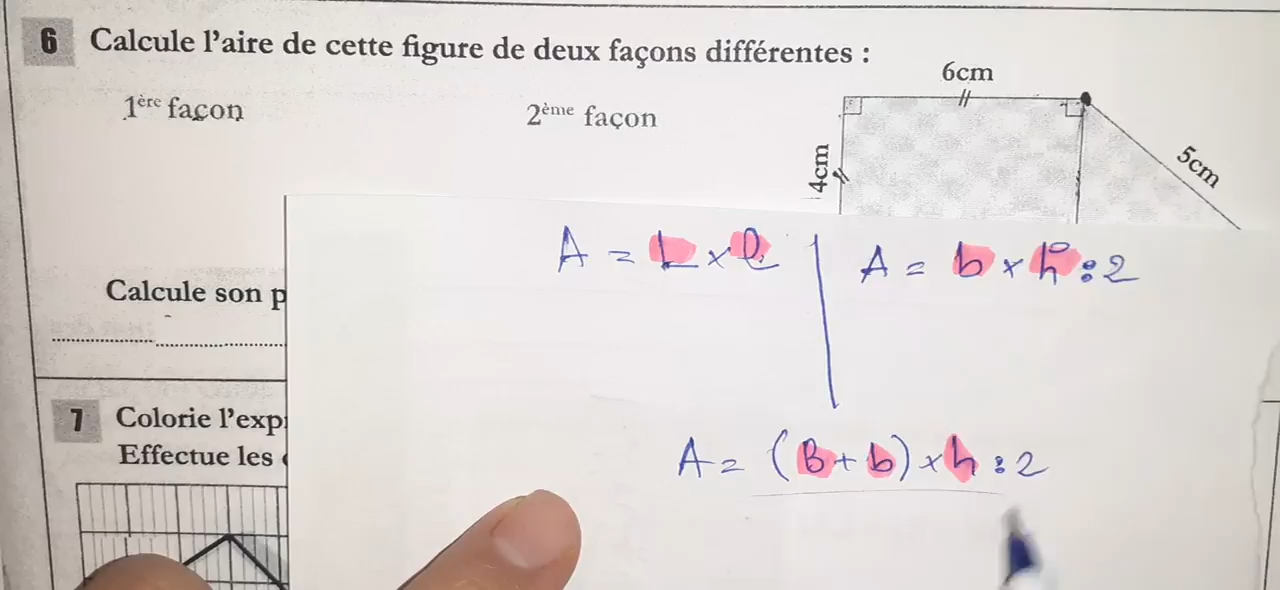 6 Calcule l'aire de cette figure de deux façons différentes :
6cm
1ère façon
2ème façon
4cm
5cm
A = L x l
A = b x h : 2
Calcule son p
7 Colorie l'exp
Effectue les
A = (B + b) x h : 2